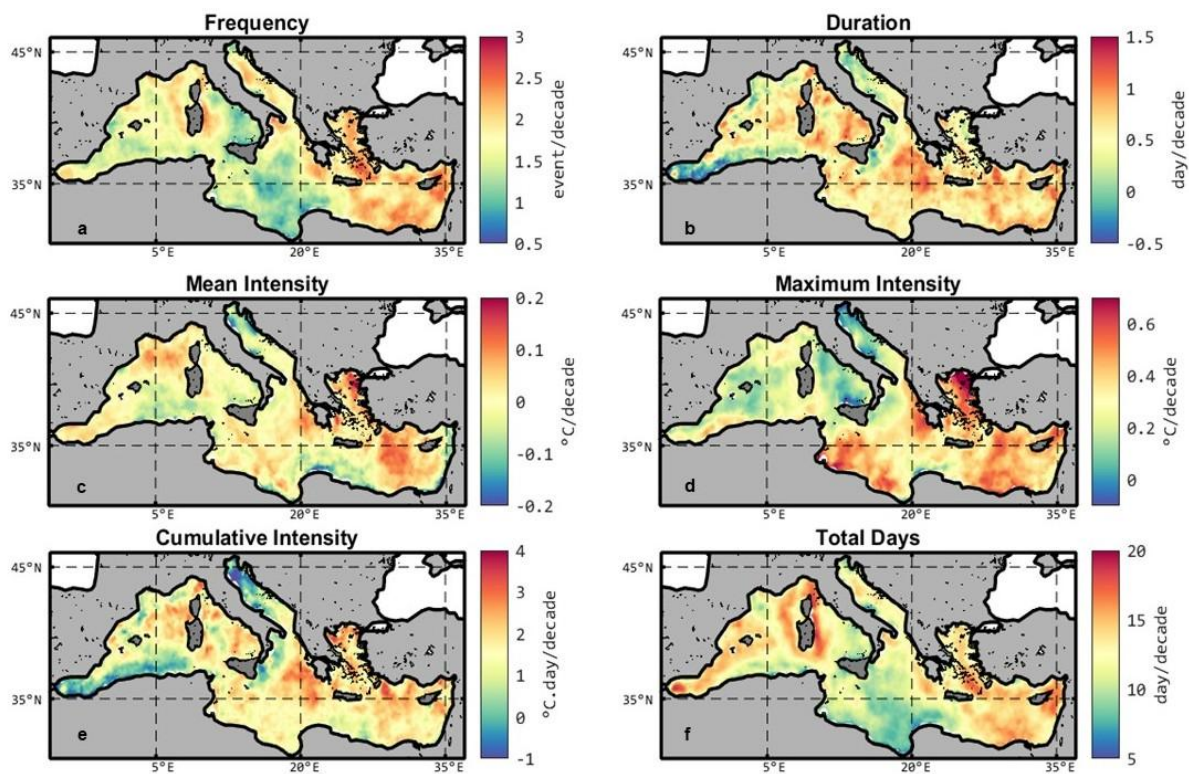 Frequency
45°N
35°N
5°E
20°E
35°E
a
3
2.5
2
1.5
1
0.5
event/decade
Duration
45°N
35°N
5°E
20°E
35°E
b
1.5
1
0.5
0
-0.5
day/decade
Mean Intensity
45°N
35°N
5°E
20°E
35°E
c
0.2
0.1
0
-0.1
-0.2
°C/decade
Maximum Intensity
45°N
35°N
5°E
20°E
35°E
d
0.6
0.4
0.2
0
°C/decade
Cumulative Intensity
45°N
35°N
5°E
20°E
35°E
e
4
3
2
1
0
-1
°C.day/decade
Total Days
45°N
35°N
5°E
20°E
35°E
f
20
15
10
5
day/decade